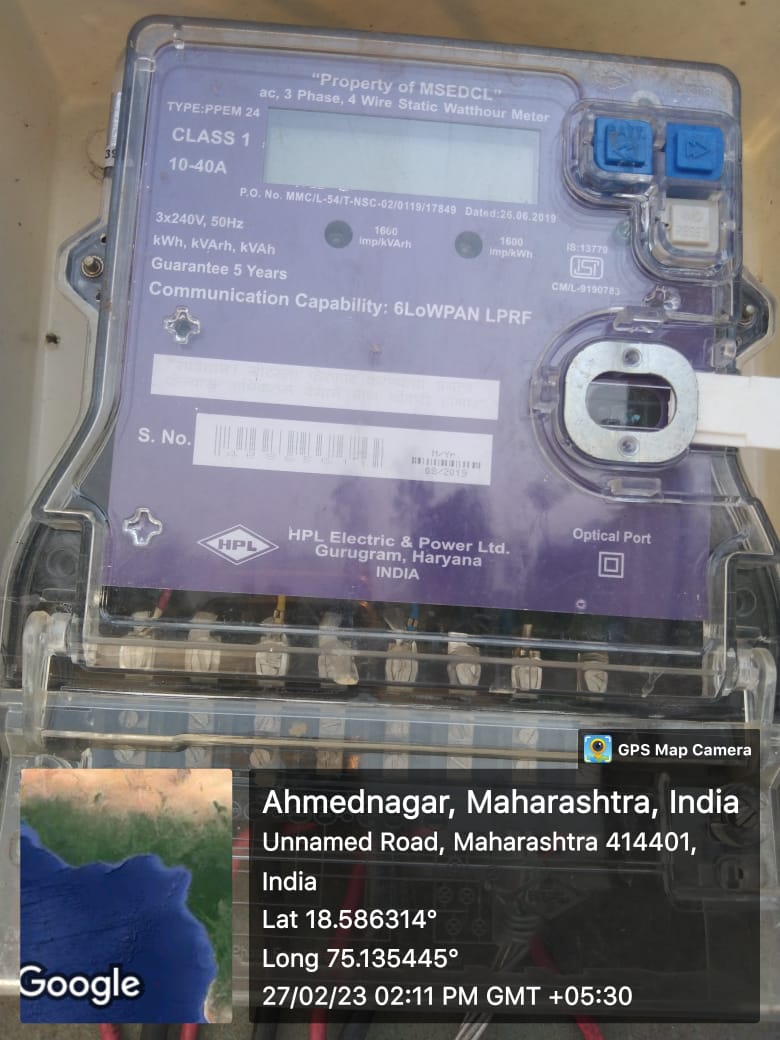 "Property of MSEDCL"
ac, 3 Phase, 4 Wire Static Watthour Meter
TYPE:PPEM 24
CLASS 1
10-40A
P.O. No. MMC/L-54/T-NSC-02/0119/17849 Dated:26.06.2019
3x240V, 50Hz
kWh, kVArh, kVAh
Guarantee 5 Years
1600
imp/kVArh
1600
imp/kWh
IS:13779
ISI
CM/L-9190783
Communication Capability: 6LoWPAN LPRF
S. No.
M/Yr.
08/2019
HPL
HPL Electric & Power Ltd.
Gurugram, Haryana
INDIA
Optical Port
GPS Map Camera
Ahmednagar, Maharashtra, India
Unnamed Road, Maharashtra 414401,
India
Lat 18.586314°
Long 75.135445°
27/02/23 02:11 PM GMT +05:30
Google